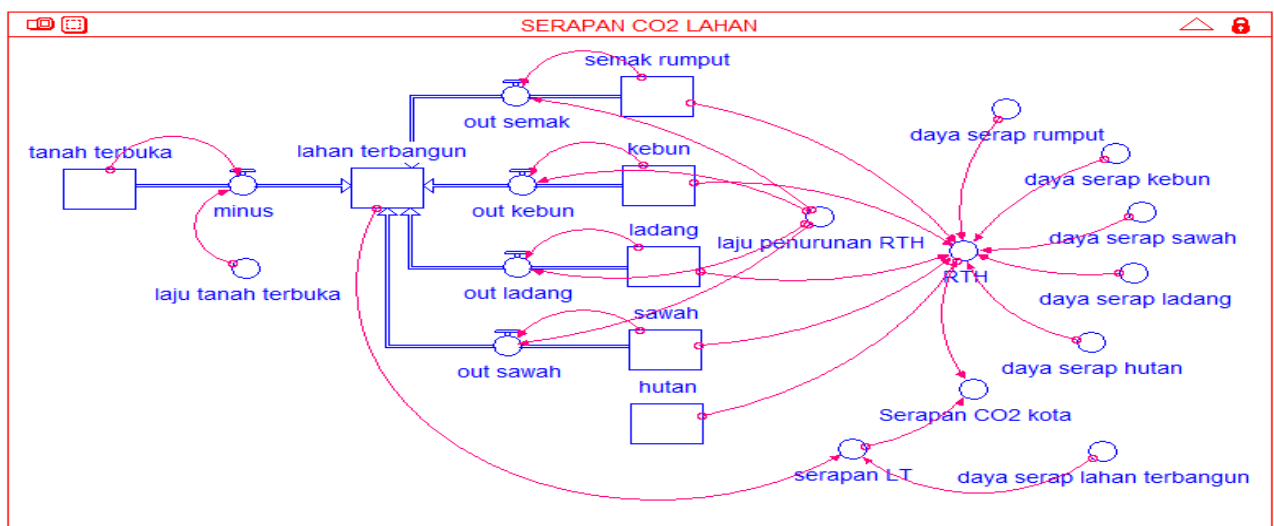 SERAPAN CO2 LAHAN
semak rumput
out semak
daya serap rumput
tanah terbuka
lahan terbangun
kebun
daya serap kebun
minus
out kebun
ladang
laju penurunan RTH
daya serap sawah
RTH
laju tanah terbuka
out ladang
daya serap ladang
sawah
out sawah
daya serap hutan
hutan
Serapan CO2 kota
serapan LT
daya serap lahan terbangun